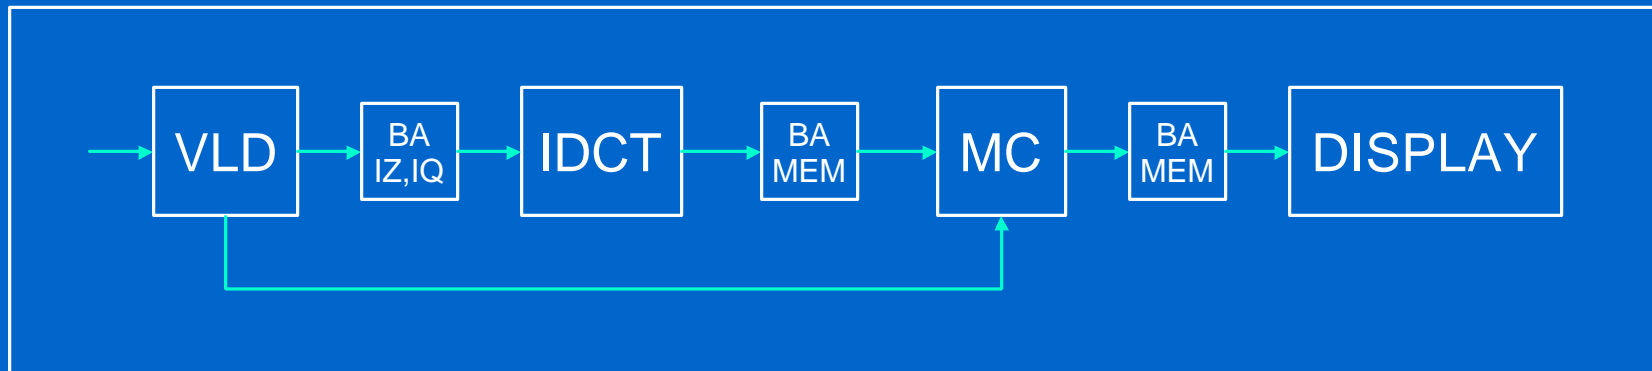 VLD
BA
IZ,IQ
IDCT
BA
MEM
MC
BA
MEM
DISPLAY